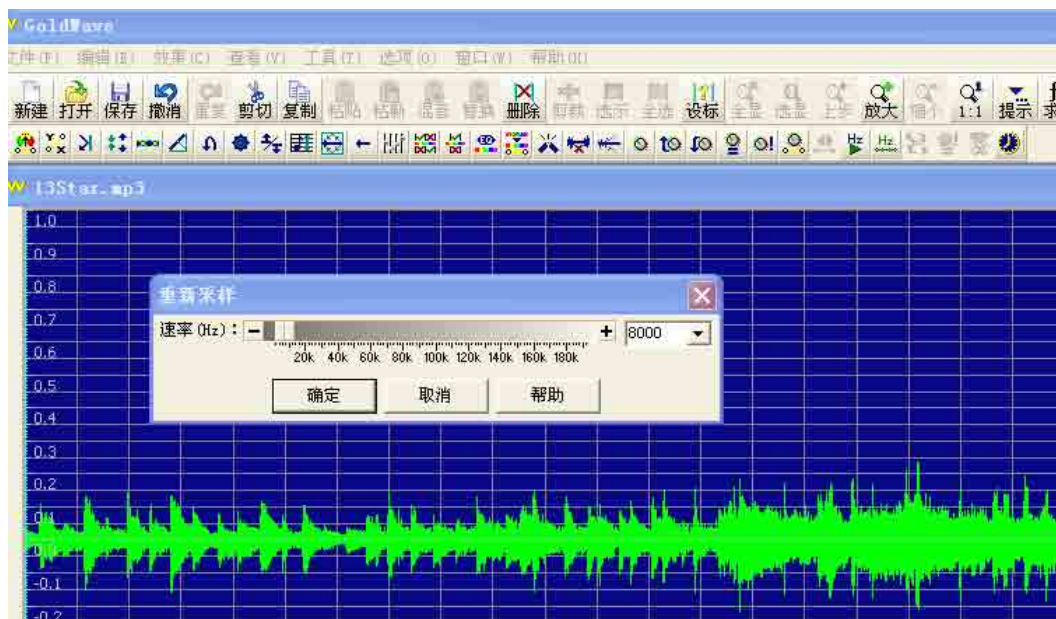 GoldWave
文件(F) 编辑(E) 效果(C) 查看(V) 工具(T) 选项(O) 窗口(W) 帮助(H)
新建 打开 保存 撤消 重复 剪切 复制 粘贴 粘新 混音 替换 删除 剪裁 选示 全选 设标 全显 选显 上步 放大 缩小 1:1 提示
Hz Hz
13Star.mp3
1.0
0.9
0.8
重新采样
0.7
速率(Hz): 8000
20k 40k 60k 80k 100k 120k 140k 160k 180k
0.6
0.5
确定 取消 帮助
0.4
0.3
0.2
0.1
0.0
-0.1
-0.2